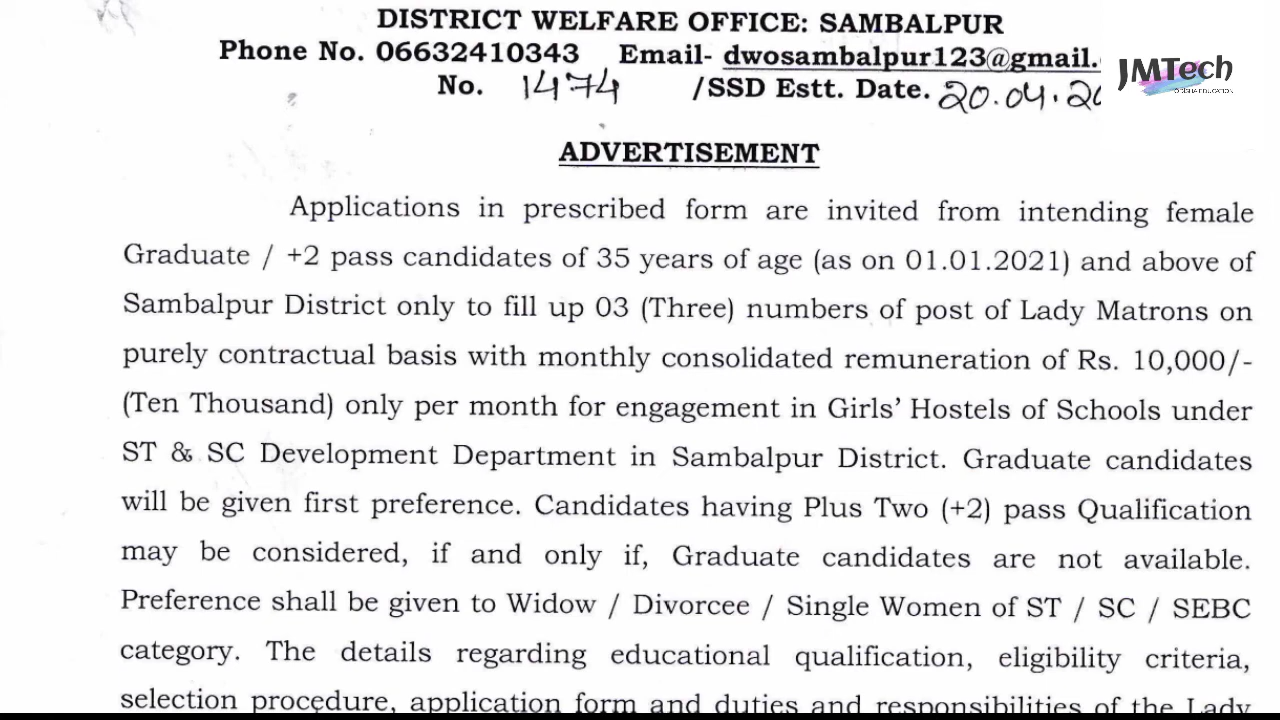 DISTRICT WELFARE OFFICE: SAMBALPUR
Phone No. 06632410343 Email- dwosambalpur123@gmail.
No. 1474 /SSD Estt. Date. 20.04.20
JMTech
ADVERTISEMENT
Applications in prescribed form are invited from intending female
Graduate / +2 pass candidates of 35 years of age (as on 01.01.2021) and above of
Sambalpur District only to fill up 03 (Three) numbers of post of Lady Matrons on
purely contractual basis with monthly consolidated remuneration of Rs. 10,000/-
(Ten Thousand) only per month for engagement in Girls' Hostels of Schools under
ST & SC Development Department in Sambalpur District. Graduate candidates
will be given first preference. Candidates having Plus Two (+2) pass Qualification
may be considered, if and only if, Graduate candidates are not available.
Preference shall be given to Widow / Divorcee / Single Women of ST / SC / SEBC
category. The details regarding educational qualification, eligibility criteria,
selection procedure, application form and duties and responsibilities of the Lady